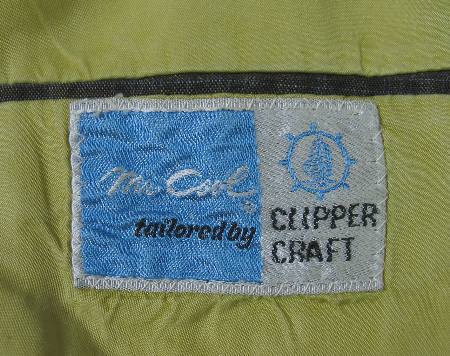 Mr. Cool ®
tailored by
CLIPPER
CRAFT